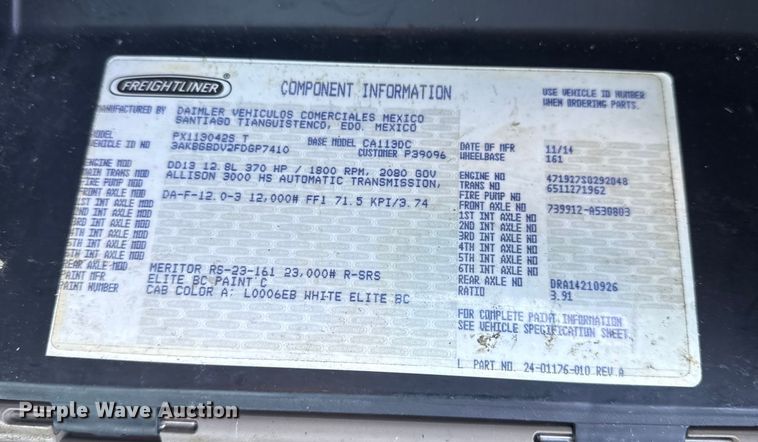 FREIGHTLINER
COMPONENT INFORMATION
USE VEHICLE ID NUMBER
WHEN ORDERING PARTS.
MANUFACTURED BY DAIMLER VEHICULOS COMERCIALES MEXICO
SANTIAGO TIANGUISTENCO, EDO. MEXICO
MODEL PX113042S T BASE MODEL CA113DC DATE OF MFR 11/14
VEHICLE ID NO CUSTOMER P39096 WHEELBASE 161
ENGINE MOD DD13 12.8L 370 HP / 1800 RPM, 2080 GOV ENGINE NO 471927S0292048
MAIN TRANS MOD ALLISON 3000 HS AUTOMATIC TRANSMISSION, TRANS NO 6511271962
FIRE PUMP MOD FIRE PUMP NO
FRONT AXLE MOD DA-F-12.0-3 12,000# FF1 71.5 KPI/3.74 FRONT AXLE NO 739912-A530803
1ST INT AXLE MOD 1ST INT AXLE NO
2ND INT AXLE MOD 2ND INT AXLE NO
3RD INT AXLE MOD 3RD INT AXLE NO
4TH INT AXLE MOD 4TH INT AXLE NO
5TH INT AXLE MOD 5TH INT AXLE NO
6TH INT AXLE MOD 6TH INT AXLE NO
REAR AXLE MOD MERITOR RS-23-161 23,000# R-SRS REAR AXLE NO DRA14210926
PAINT MFR ELITE BC PAINT C RATIO 3.91
PAINT NUMBER CAB COLOR A: L0006EB WHITE ELITE BC
FOR COMPLETE PAINT INFORMATION
SEE VEHICLE SPECIFICATION SHEET.
PART NO. 24-01176-010 REV A
Purple Wave Auction